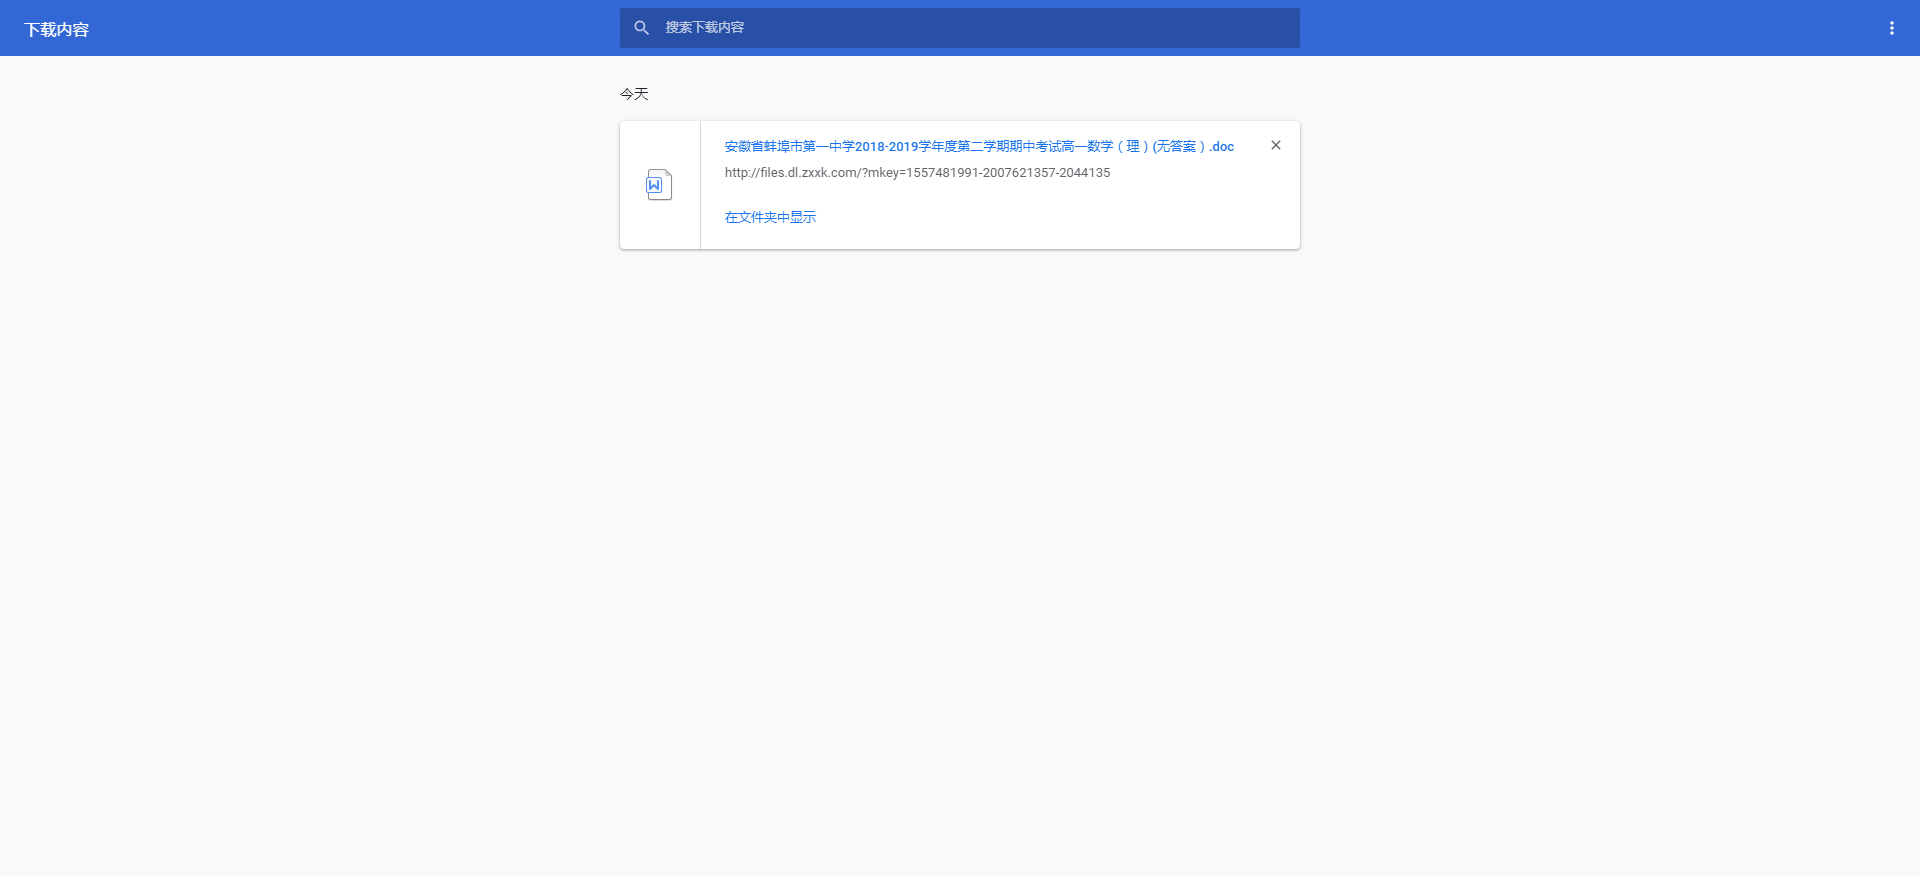 下载内容
搜索下载内容
今天
安徽省蚌埠市第一中学2018-2019学年度第二学期期中考试高一数学（理）(无答案）.doc
http://files.dl.zxxk.com/?mkey=1557481991-2007621357-2044135
在文件夹中显示